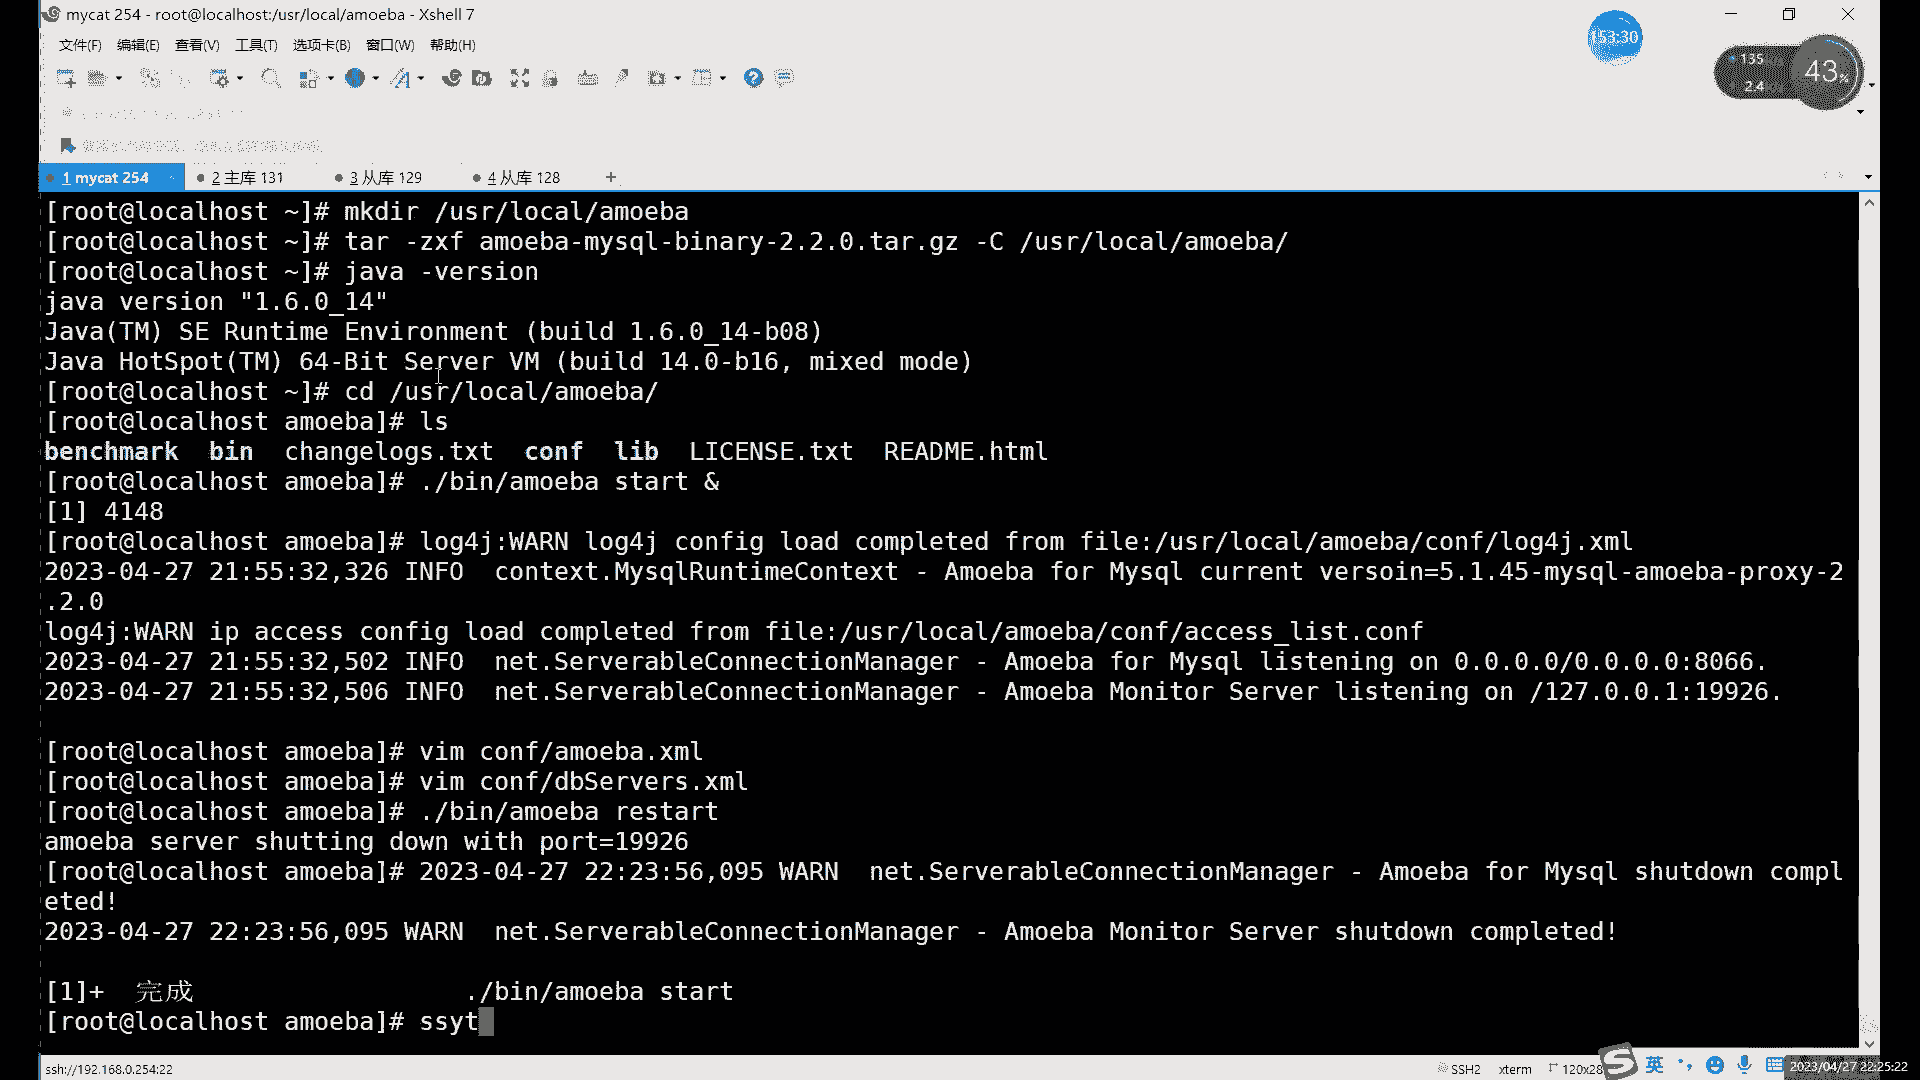 mycat 254 - root@localhost:/usr/local/amoeba - Xshell 7
文件(F) 编辑(E) 查看(V) 工具(T) 选项卡(B) 窗口(W) 帮助(H)
53:30
135
2.4
43%
1 mycat 254 2 主库 131 3 从库 129 4 从库 128 +
[root@localhost ~]# mkdir /usr/local/amoeba
[root@localhost ~]# tar -zxf amoeba-mysql-binary-2.2.0.tar.gz -C /usr/local/amoeba/
[root@localhost ~]# java -version
java version "1.6.0_14"
Java(TM) SE Runtime Environment (build 1.6.0_14-b08)
Java HotSpot(TM) 64-Bit Server VM (build 14.0-b16, mixed mode)
[root@localhost ~]# cd /usr/local/amoeba/
[root@localhost amoeba]# ls
benchmark bin changelogs.txt conf lib LICENSE.txt README.html
[root@localhost amoeba]# ./bin/amoeba start &
[1] 4148
[root@localhost amoeba]# log4j:WARN log4j config load completed from file:/usr/local/amoeba/conf/log4j.xml
2023-04-27 21:55:32,326 INFO context.MysqlRuntimeContext - Amoeba for Mysql current versoin=5.1.45-mysql-amoeba-proxy-2
.2.0
log4j:WARN ip access config load completed from file:/usr/local/amoeba/conf/access_list.conf
2023-04-27 21:55:32,502 INFO net.ServerableConnectionManager - Amoeba for Mysql listening on 0.0.0.0/0.0.0.0:8066.
2023-04-27 21:55:32,506 INFO net.ServerableConnectionManager - Amoeba Monitor Server listening on /127.0.0.1:19926.
[root@localhost amoeba]# vim conf/amoeba.xml
[root@localhost amoeba]# vim conf/dbServers.xml
[root@localhost amoeba]# ./bin/amoeba restart
amoeba server shutting down with port=19926
[root@localhost amoeba]# 2023-04-27 22:23:56,095 WARN net.ServerableConnectionManager - Amoeba for Mysql shutdown compl
eted!
2023-04-27 22:23:56,095 WARN net.ServerableConnectionManager - Amoeba Monitor Server shutdown completed!
[1]+ 完成 ./bin/amoeba start
[root@localhost amoeba]# ssyt
ssh://192.168.0.254:22 SSH2 xterm 120x28 英 2023/04/27 22:25:22